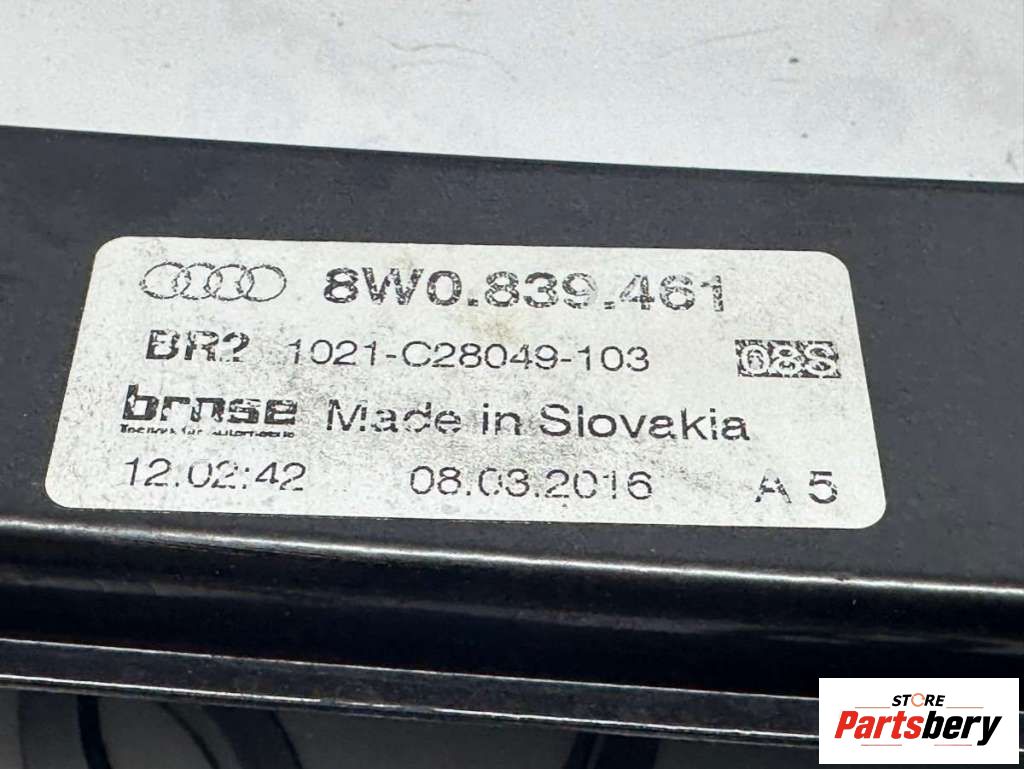 8W0.839.461
BR2 1021-C28049-103 08S
brose Made in Slovakia
12.02:42 08.03.2016 A 5
STORE
Partsbery